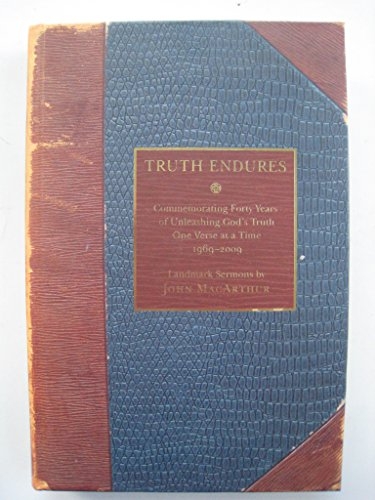 TRUTH ENDURES
Commemorating Forty Years
of Unleashing God's Truth
One Verse at a Time
1969-2009
Landmark Sermons by
JOHN MACARTHUR